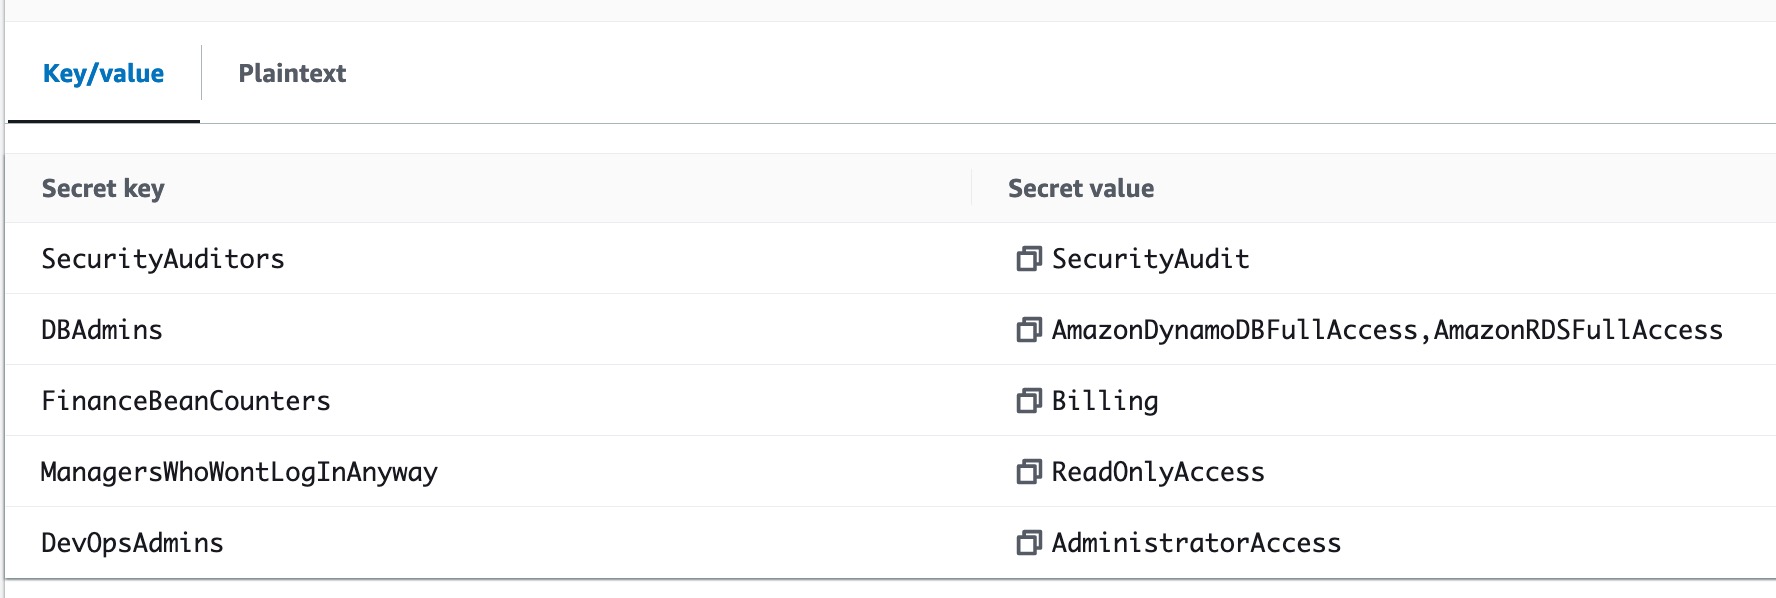 Key/value Plaintext
Secret key Secret value
SecurityAuditors SecurityAudit
DBAdmins AmazonDynamoDBFullAccess,AmazonRDSFullAccess
FinanceBeanCounters Billing
ManagersWhoWontLogInAnyway ReadOnlyAccess
DevOpsAdmins AdministratorAccess